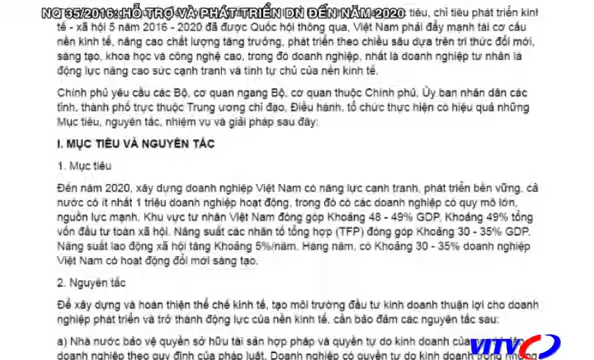 NQ 35/2016: HỖ TRỢ VÀ PHÁT TRIỂN DN ĐẾN NĂM 2020 tiêu, chỉ tiêu phát triển kinh
tế - xã hội 5 năm 2016 - 2020 đã được Quốc hội thông qua, Việt Nam phải đẩy mạnh tái cơ cấu
nền kinh tế, nâng cao chất lượng tăng trưởng, phát triển theo chiều sâu dựa trên tri thức đổi mới,
sáng tạo, khoa học và công nghệ cao, trong đó doanh nghiệp, nhất là doanh nghiệp tư nhân là
động lực nâng cao sức cạnh tranh và tính tự chủ của nền kinh tế.
Chính phủ yêu cầu các Bộ, cơ quan ngang Bộ, cơ quan thuộc Chính phủ, Ủy ban nhân dân các
tỉnh, thành phố trực thuộc Trung ương chỉ đạo, Điều hành, tổ chức thực hiện có hiệu quả những
Mục tiêu, nguyên tắc, nhiệm vụ và giải pháp sau đây:
I. MỤC TIÊU VÀ NGUYÊN TẮC
1. Mục tiêu
Đến năm 2020, xây dựng doanh nghiệp Việt Nam có năng lực cạnh tranh, phát triển bền vững, cả
nước có ít nhất 1 triệu doanh nghiệp hoạt động, trong đó có các doanh nghiệp có quy mô lớn,
nguồn lực mạnh. Khu vực tư nhân Việt Nam đóng góp Khoảng 48 - 49% GDP, Khoảng 49% tổng
vốn đầu tư toàn xã hội. Năng suất các nhân tố tổng hợp (TFP) đóng góp Khoảng 30 - 35% GDP.
Năng suất lao động xã hội tăng Khoảng 5%/năm. Hàng năm, có Khoảng 30 - 35% doanh nghiệp
Việt Nam có hoạt động đổi mới sáng tạo.
2. Nguyên tắc
Để xây dựng và hoàn thiện thể chế kinh tế, tạo môi trường đầu tư kinh doanh thuận lợi cho doanh
nghiệp phát triển và trở thành động lực của nền kinh tế, cần bảo đảm các nguyên tắc sau:
a) Nhà nước bảo vệ quyền sở hữu tài sản hợp pháp và quyền tự do kinh doanh của
doanh nghiệp theo quy định của pháp luật. Doanh nghiệp có quyền tự do kinh doanh trong
VITV